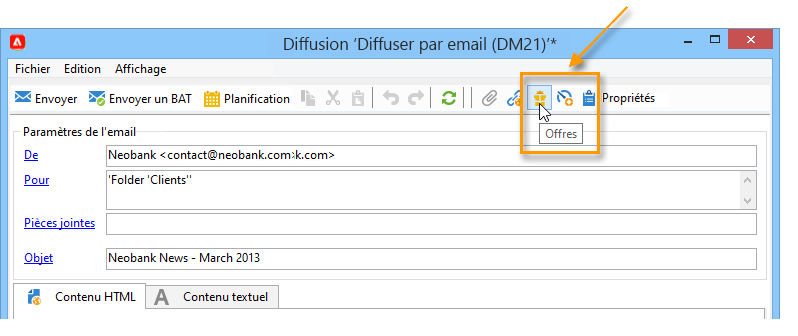 Diffusion 'Diffuser par email (DM21)'*
Fichier Edition Affichage
Envoyer Envoyer un BAT Planification Propriétés
Offres
Paramètres de l'email
De Neobank <contact@neobank.com>k.com>
Pour 'Folder 'Clients''
Pièces jointes
Objet Neobank News - March 2013
Contenu HTML A Contenu textuel